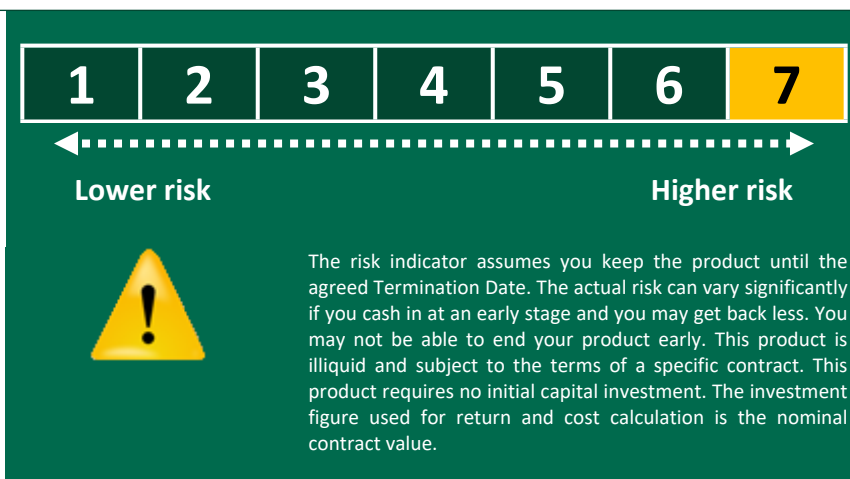 1 2 3 4 5 6 7
Lower risk Higher risk
The risk indicator assumes you keep the product until the
agreed Termination Date. The actual risk can vary significantly
if you cash in at an early stage and you may get back less. You
may not be able to end your product early. This product is
illiquid and subject to the terms of a specific contract. This
product requires no initial capital investment. The investment
figure used for return and cost calculation is the nominal
contract value.